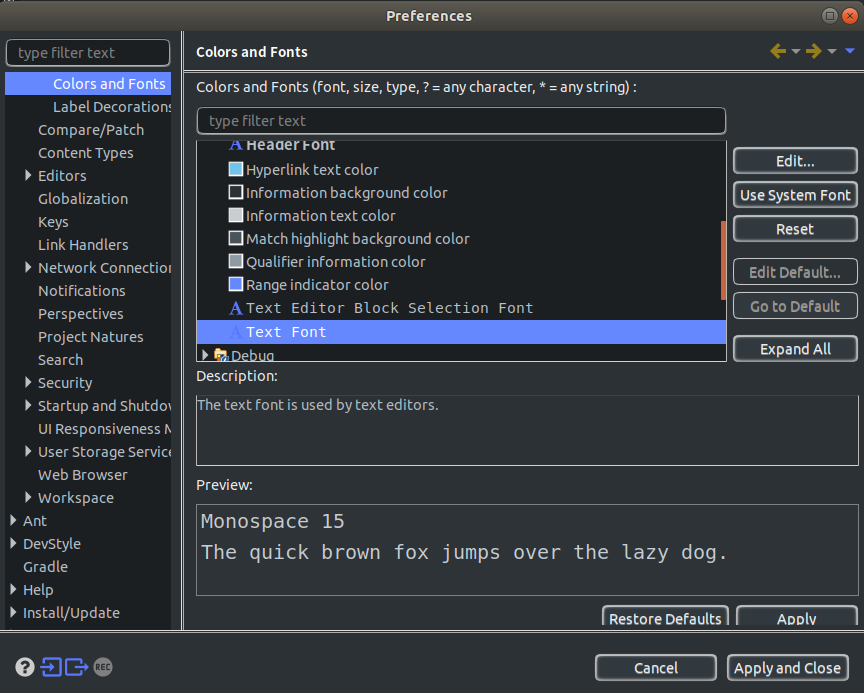 Preferences
type filter text
Colors and Fonts
Label Decorations
Compare/Patch
Content Types
Editors
Globalization
Keys
Link Handlers
Network Connection
Notifications
Perspectives
Project Natures
Search
Security
Startup and Shutdow
UI Responsiveness M
User Storage Service
Web Browser
Workspace
Ant
DevStyle
Gradle
Help
Install/Update
Colors and Fonts
Colors and Fonts (font, size, type, ? = any character, * = any string) :
type filter text
Header Font
Hyperlink text color
Information background color
Information text color
Match highlight background color
Qualifier information color
Range indicator color
Text Editor Block Selection Font
Text Font
Debug
Edit...
Use System Font
Reset
Edit Default...
Go to Default
Expand All
Description:
The text font is used by text editors.
Preview:
Monospace 15
The quick brown fox jumps over the lazy dog.
Restore Defaults
Apply
REC
Cancel
Apply and Close